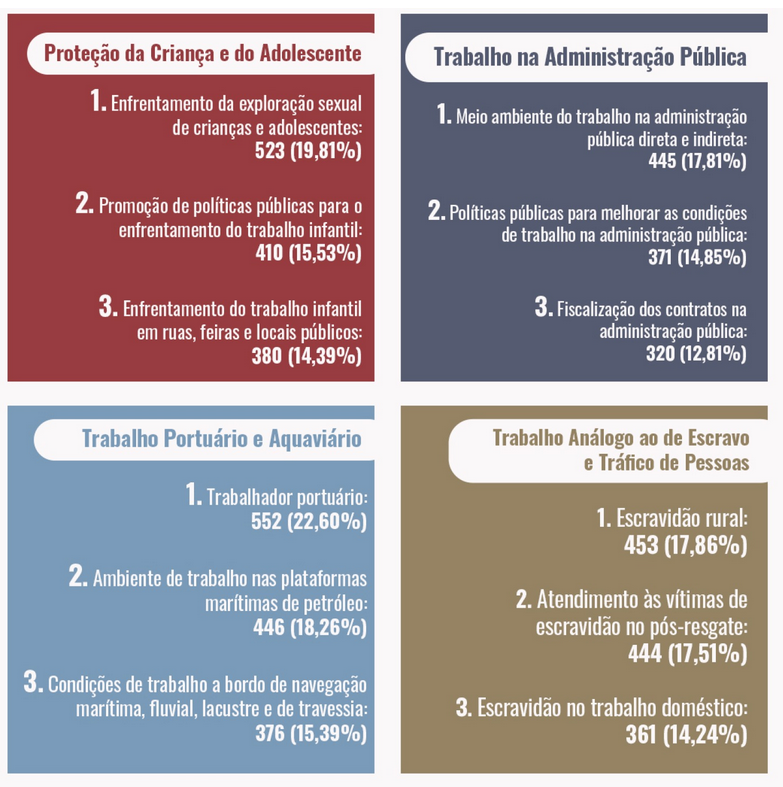 Proteção da Criança e do Adolescente
1. Enfrentamento da exploração sexual
de crianças e adolescentes:
523 (19,81%)
2. Promoção de políticas públicas para o
enfrentamento do trabalho infantil:
410 (15,53%)
3. Enfrentamento do trabalho infantil
em ruas, feiras e locais públicos:
380 (14,39%)
Trabalho na Administração Pública
1. Meio ambiente do trabalho na administração
pública direta e indireta:
445 (17,81%)
2. Políticas públicas para melhorar as condições
de trabalho na administração pública:
371 (14,85%)
3. Fiscalização dos contratos na
administração pública:
320 (12,81%)
Trabalho Portuário e Aquaviário
1. Trabalhador portuário:
552 (22,60%)
2. Ambiente de trabalho nas plataformas
marítimas de petróleo:
446 (18,26%)
3. Condições de trabalho a bordo de navegação
marítima, fluvial, lacustre e de travessia:
376 (15,39%)
Trabalho Análogo ao de Escravo
e Tráfico de Pessoas
1. Escravidão rural:
453 (17,86%)
2. Atendimento às vítimas de
escravidão no pós-resgate:
444 (17,51%)
3. Escravidão no trabalho doméstico:
361 (14,24%)